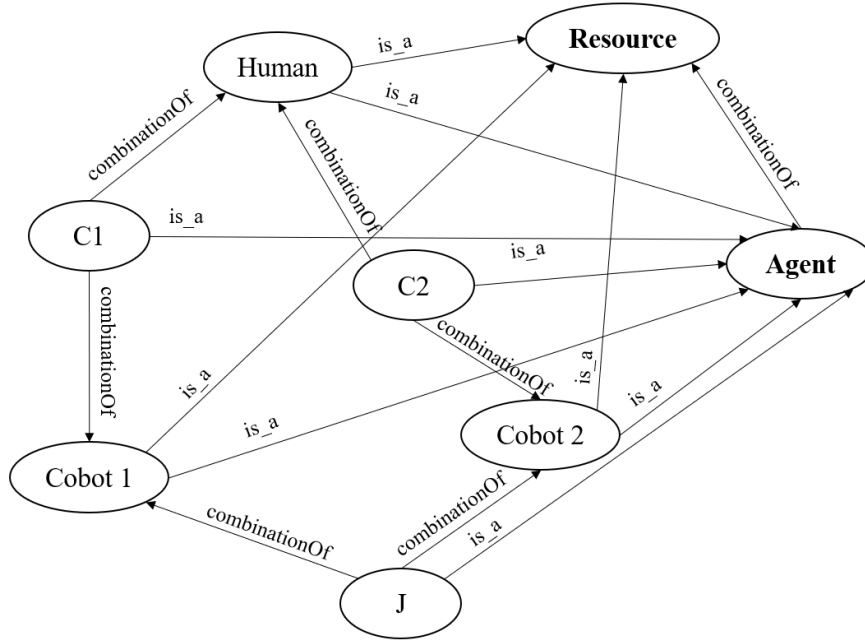 Resource
is_a
Human
is_a
combinationOf
combinationOf
combinationOf
C1
is_a
is_a
Agent
C2
combinationOf
combinationOf
is_a
is_a
is_a
is_a
Cobot 2
Cobot 1
combinationOf
combinationOf
is_a
J